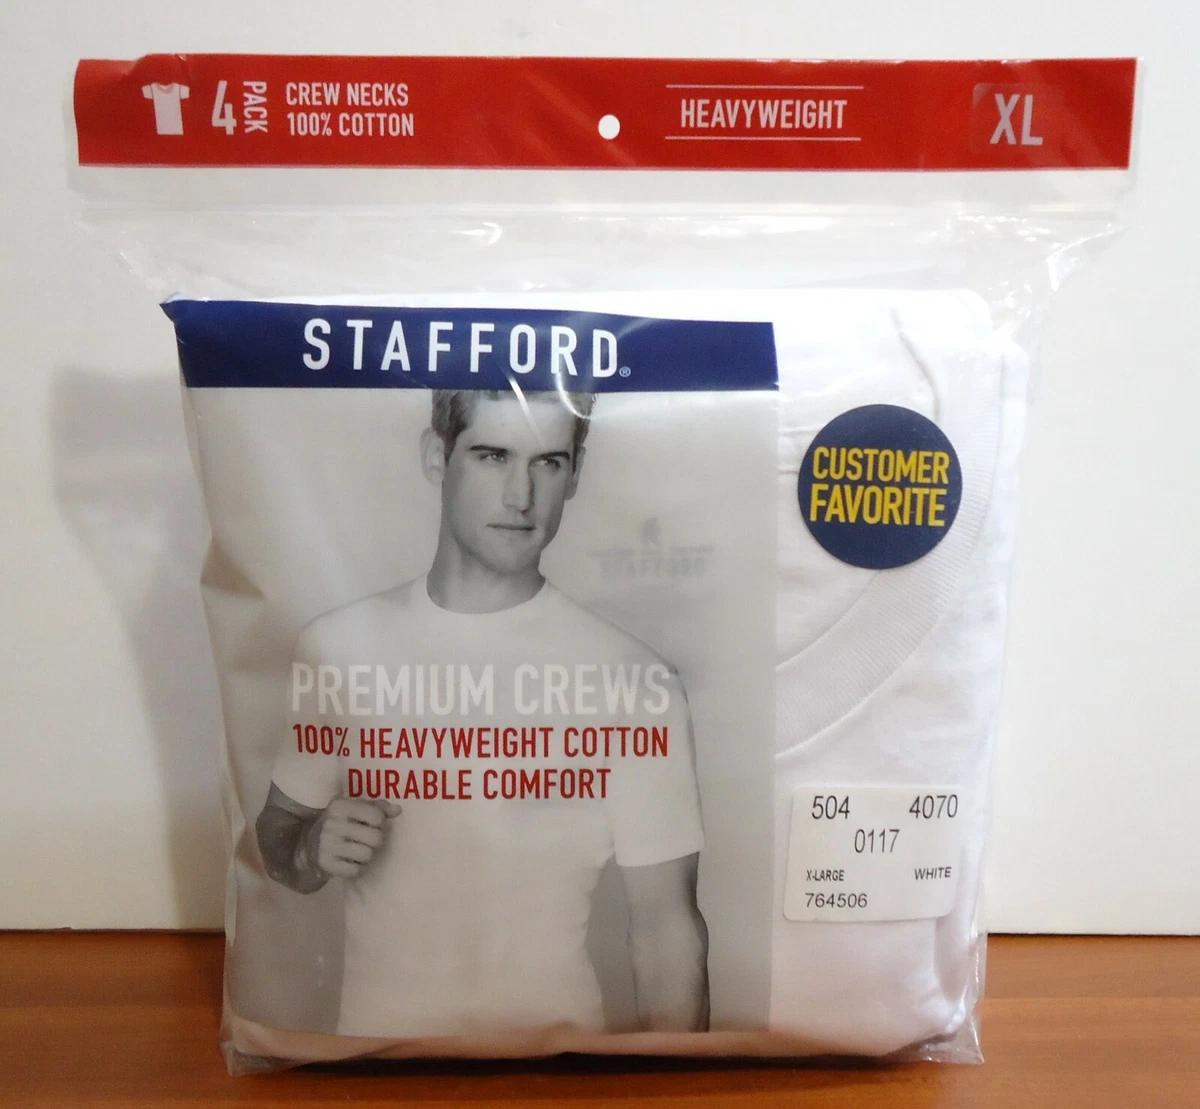 4 PACK
CREW NECKS
100% COTTON
HEAVYWEIGHT
XL
STAFFORD®
CUSTOMER
FAVORITE
STAFFORD
PREMIUM CREWS
100% HEAVYWEIGHT COTTON
DURABLE COMFORT
504 4070
0117
X-LARGE WHITE
764506